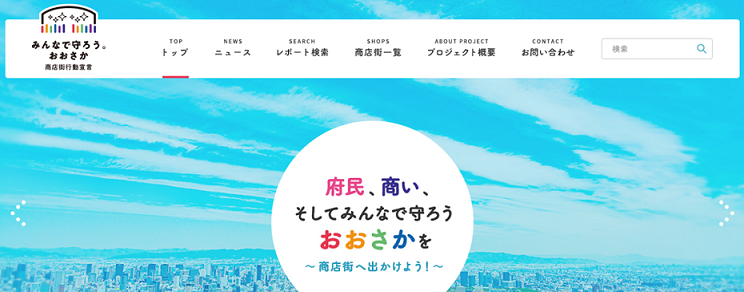 みんなで守ろう。
おおさか
商店街行動宣言
TOP
トップ
NEWS
ニュース
SEARCH
レポート検索
SHOPS
商店街一覧
ABOUT PROJECT
プロジェクト概要
CONTACT
お問い合わせ
検索
府民、商い、
そしてみんなで守ろう
おおさかを
～商店街へ出かけよう！～